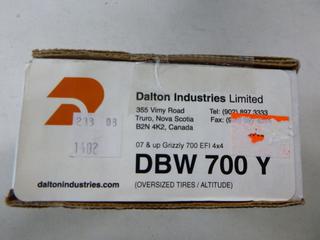 Dalton Industries Limited
355 Vimy Road
Truro, Nova Scotia
B2N 4K2, Canada
Tel: (902) 897 3333
Fax:
233 03
1402
07 & up Grizzly 700 EFI 4x4
DBW 700 Y
(OVERSIZED TIRES / ALTITUDE)
daltonindustries.com